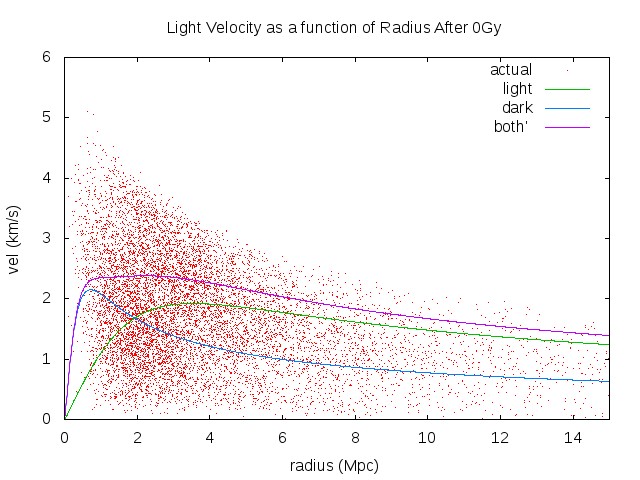 Light Velocity as a function of Radius After 0Gy
actual
light
dark
both'
6
5
4
3
2
1
0
vel (km/s)
0 2 4 6 8 10 12 14
radius (Mpc)